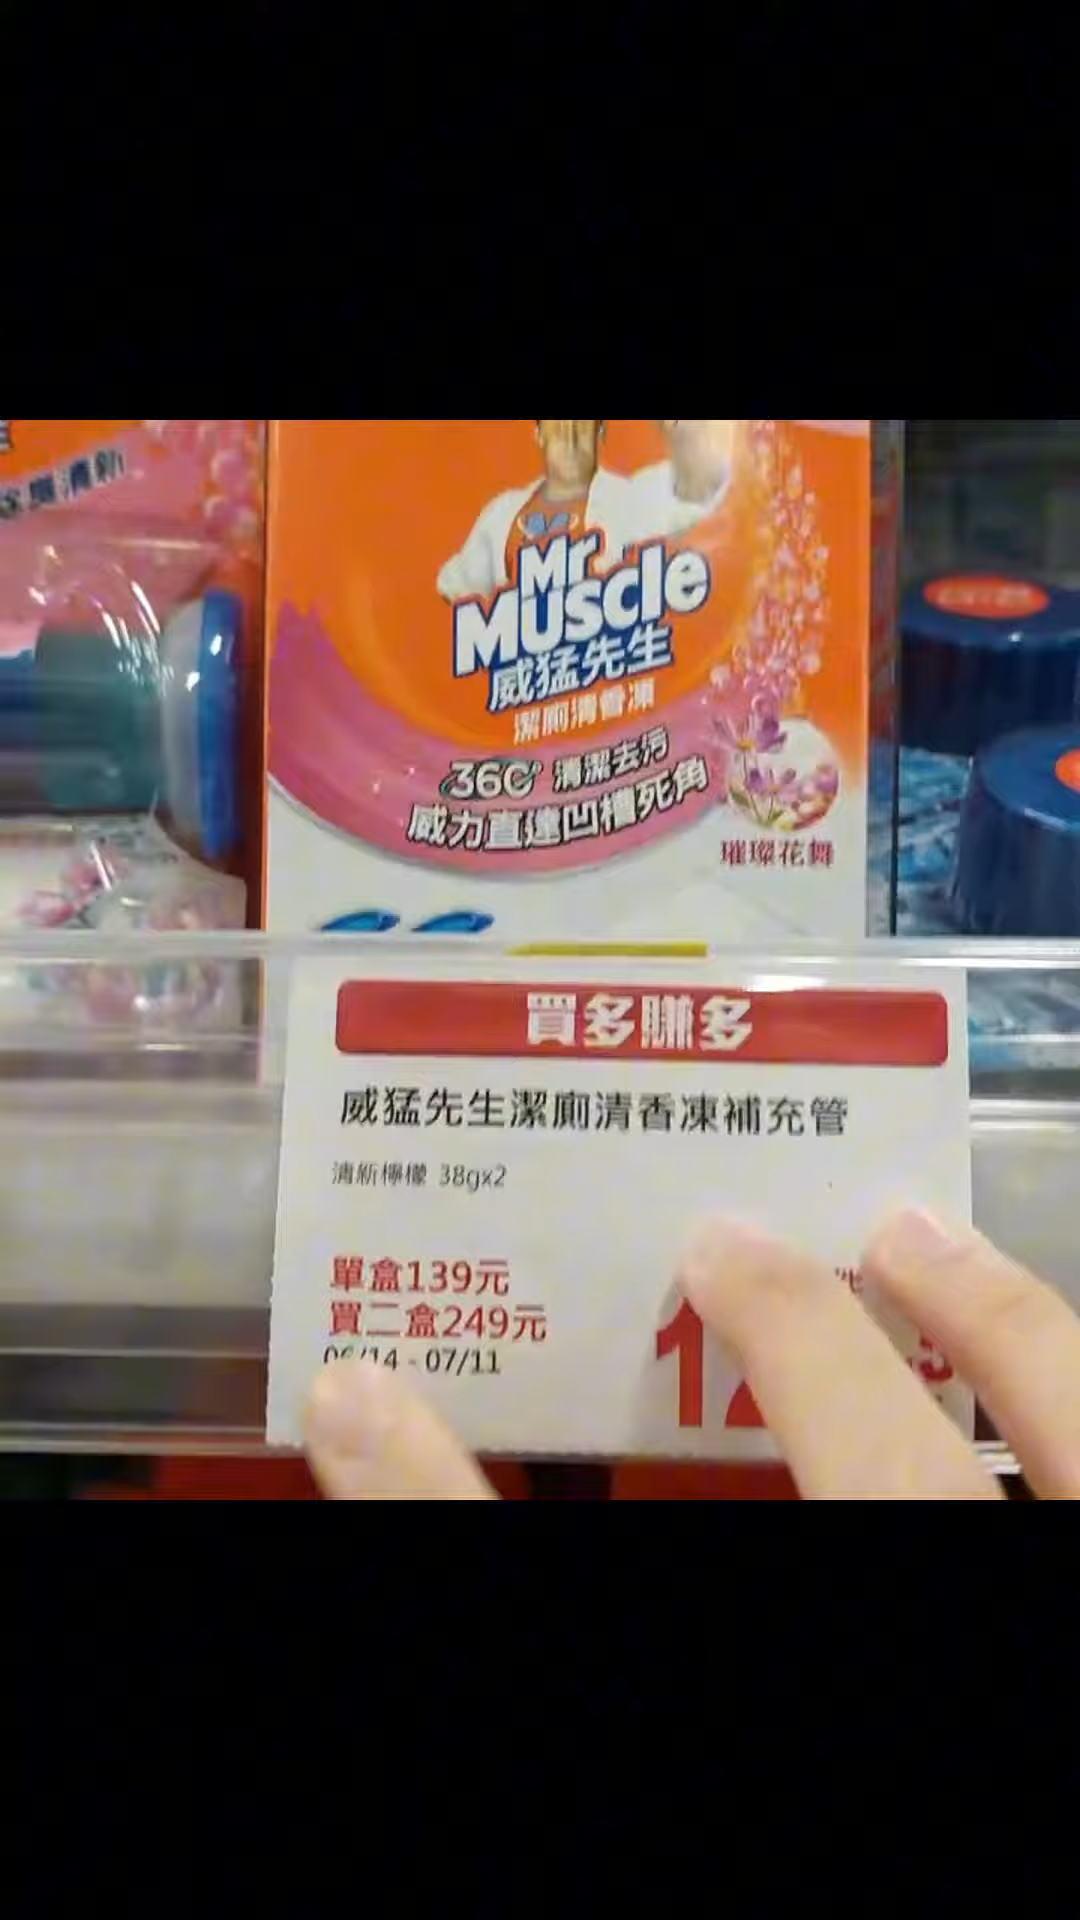 Mr
Muscle
威猛先生
潔廁清香凍
360° 清潔去污
威力直達凹槽死角
璀璨花舞
買多賺多
威猛先生潔廁清香凍補充管
清新檸檬 38gx2
單盒139元
買二盒249元
06/14 - 07/11